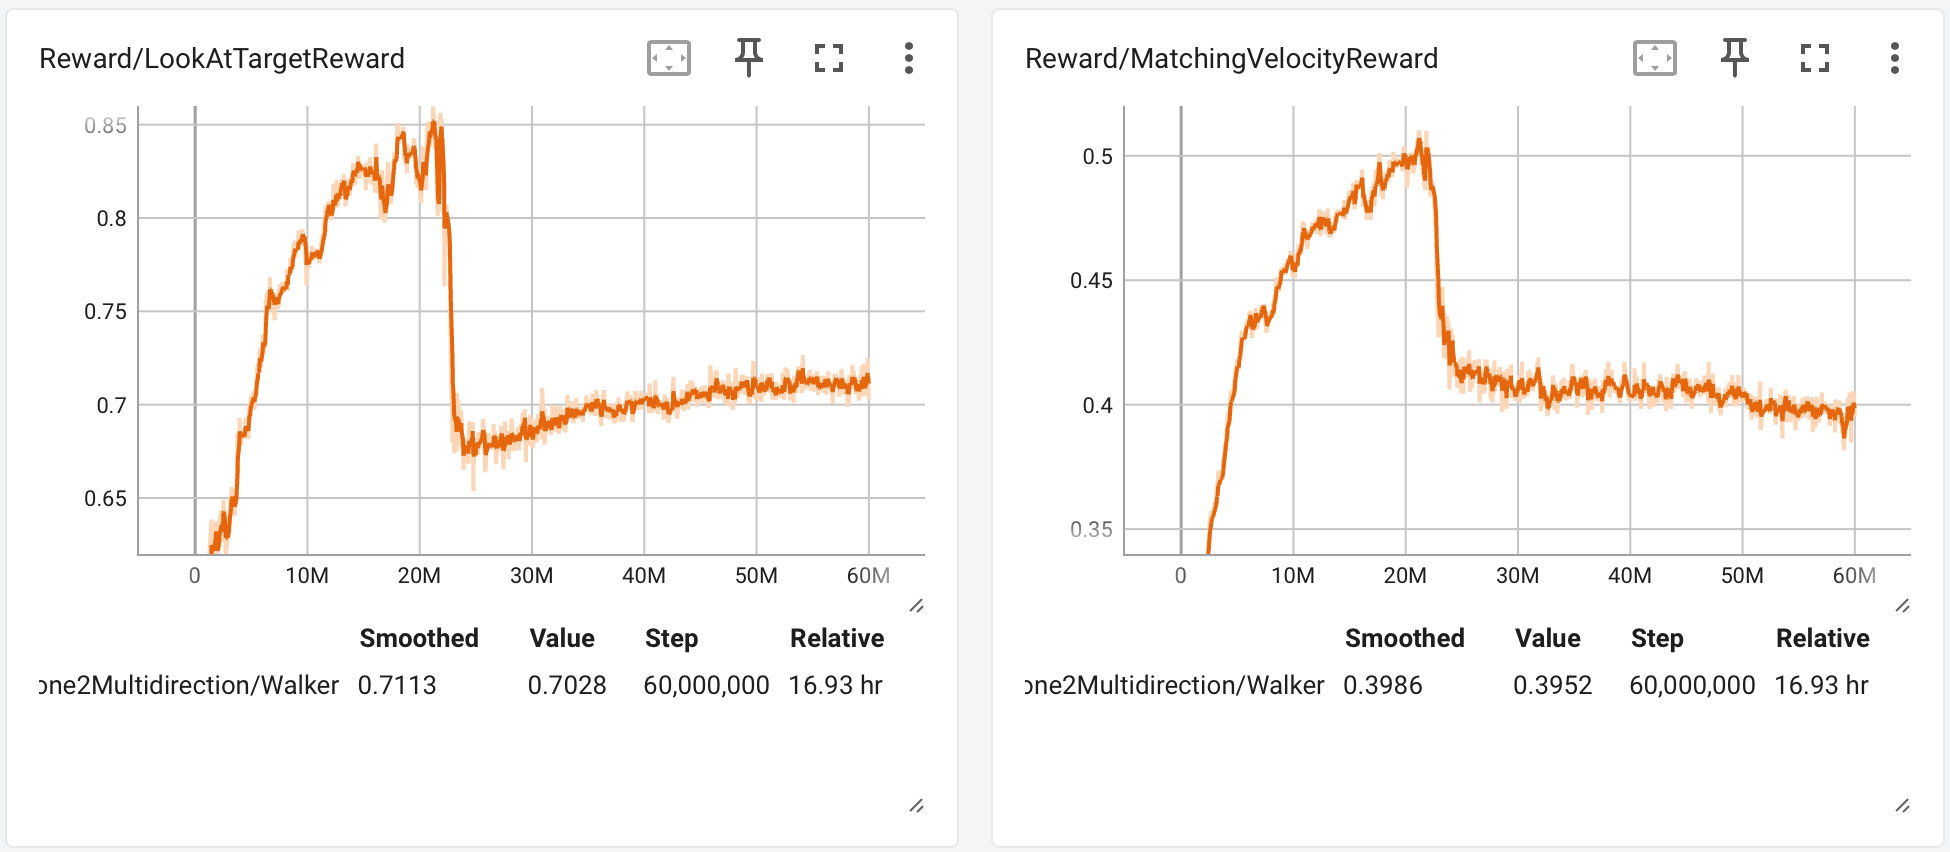 Reward/LookAtTargetReward
0.85
0.8
0.75
0.7
0.65
0 10M 20M 30M 40M 50M 60M
Smoothed Value Step Relative
one2Multidirection/Walker 0.7113 0.7028 60,000,000 16.93 hr
Reward/MatchingVelocityReward
0.5
0.45
0.4
0.35
0 10M 20M 30M 40M 50M 60M
Smoothed Value Step Relative
one2Multidirection/Walker 0.3986 0.3952 60,000,000 16.93 hr